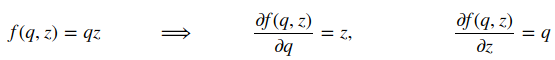 f(q, z) = qz ⟹ ∂f(q, z)/∂q = z, ∂f(q, z)/∂z = q